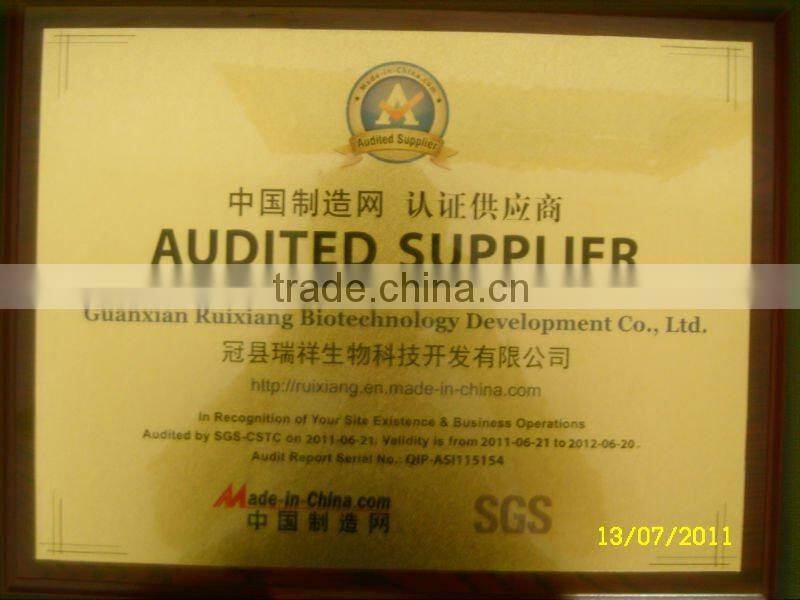 Made-in-China.com
A
Audited Supplier
中国制造网 认证供应商
AUDITED SUPPLIER
trade.china.cn
Guanxian Ruixiang Biotechnology Development Co., Ltd.
冠县瑞祥生物科技开发有限公司
http://ruixiang.en.made-in-china.com
In Recognition of Your Site Existence & Business Operations
Audited by SGS-CSTC on 2011-06-21. Validity is from 2011-06-21 to 2012-06-20.
Audit Report Serial No.: QIP-ASI115154
Made-in-China.com
中国制造网
SGS
13/07/2011